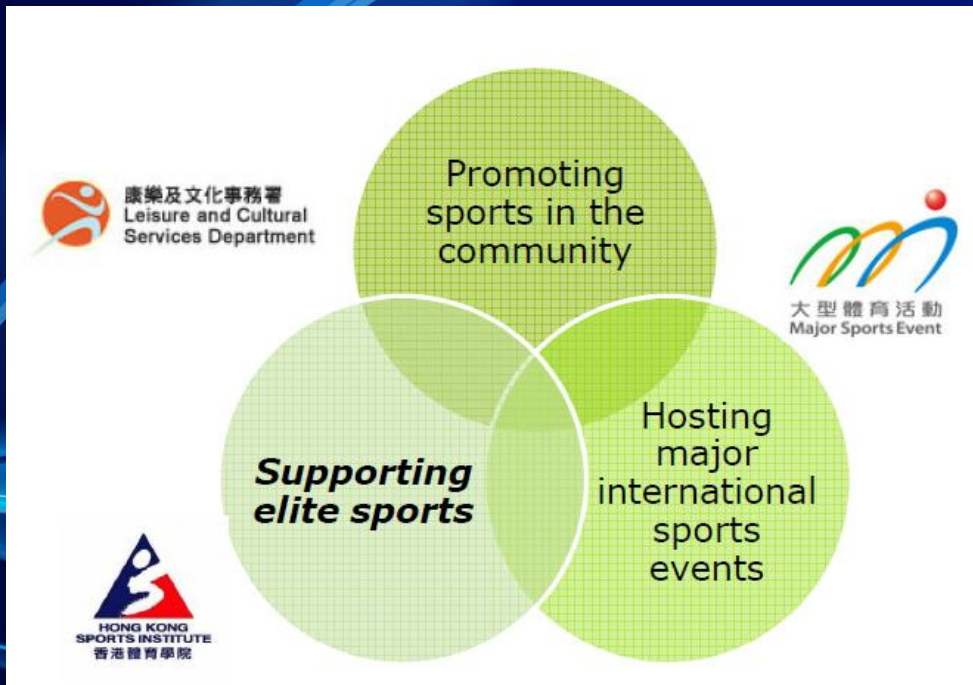 Promoting
sports in the
community
康樂及文化事務署
Leisure and Cultural
Services Department
大型體育活動
Major Sports Event
Supporting
elite sports
Hosting
major
international
sports
events
HONG KONG
SPORTS INSTITUTE
香港體育學院